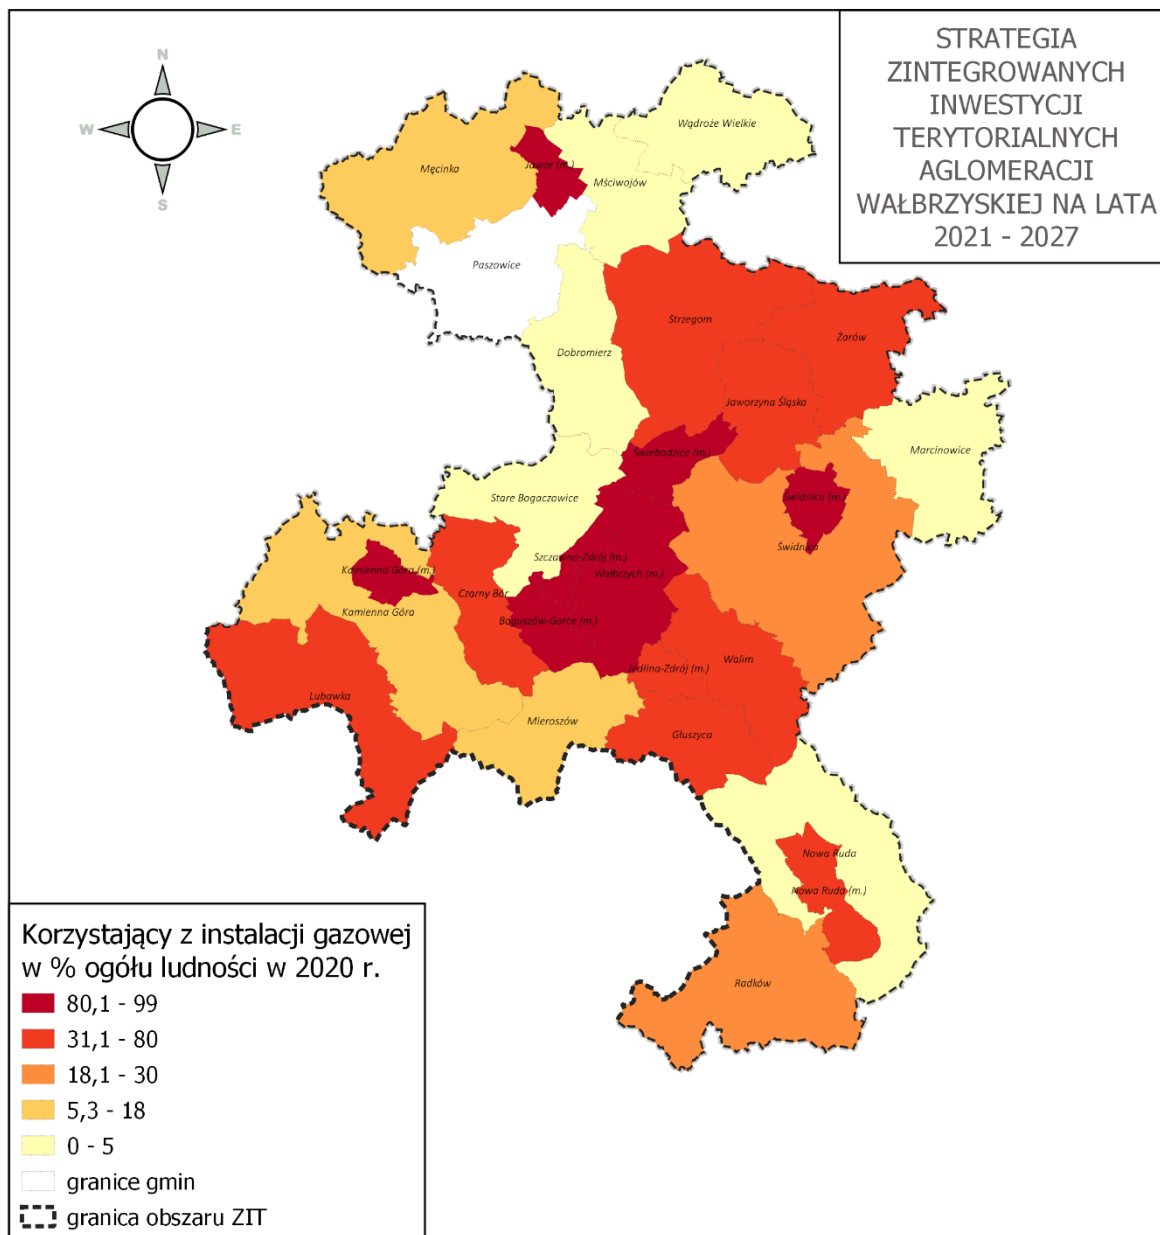 STRATEGIA
ZINTEGROWANYCH
INWESTYCJI
TERYTORIALNYCH
AGLOMERACJI
WAŁBRZYSKIEJ NA LATA
2021 - 2027
N
W
E
S
Wądroże Wielkie
Męcinka
Jawor (m.)
Mściwojów
Paszowice
Strzegom
Żarów
Dobromierz
Jaworzyna Śląska
Świebodzice (m.)
Marcinowice
Stare Bogaczowice
Świdnica (m.)
Świdnica
Szczawno-Zdrój (m.)
Kamienna Góra (m.)
Wałbrzych (m.)
Czarny Bór
Kamienna Góra
Boguszów-Gorce (m.)
Walim
Jedlina-Zdrój (m.)
Lubawka
Mieroszów
Głuszyca
Nowa Ruda
Nowa Ruda (m.)
Radków
Korzystający z instalacji gazowej
w % ogółu ludności w 2020 r.
80,1 - 99
31,1 - 80
18,1 - 30
5,3 - 18
0 - 5
granice gmin
granica obszaru ZIT